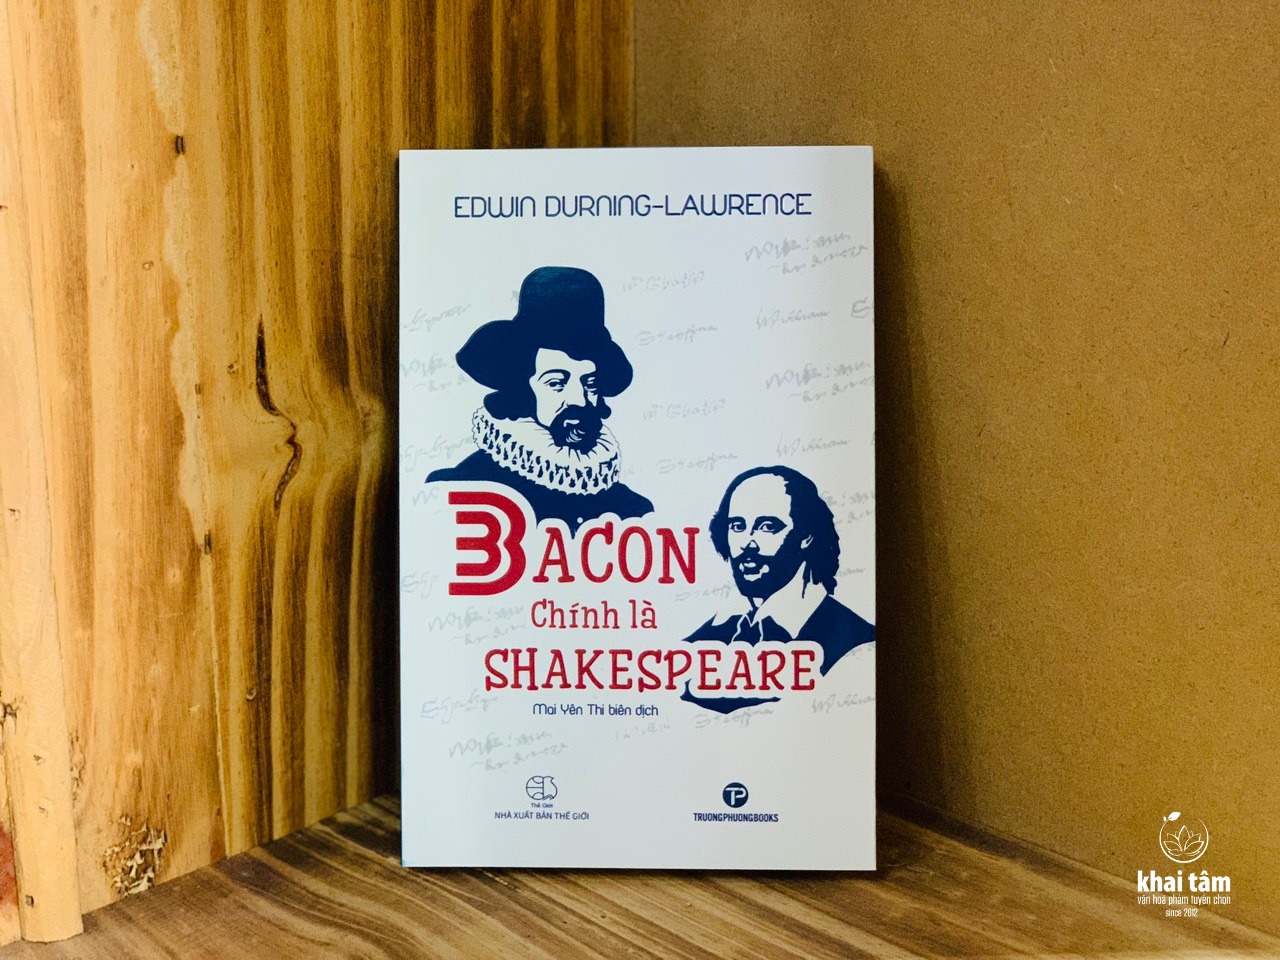 EDWIN DURNING-LAWRENCE
BACON
Chính là
SHAKESPEARE
Mai Yên Thi biên dịch
Thế Giới
NHÀ XUẤT BẢN THẾ GIỚI
TP
TRUONGPHUONGBOOKS
khai tâm
văn hoá phẩm tuyển chọn
since 2012